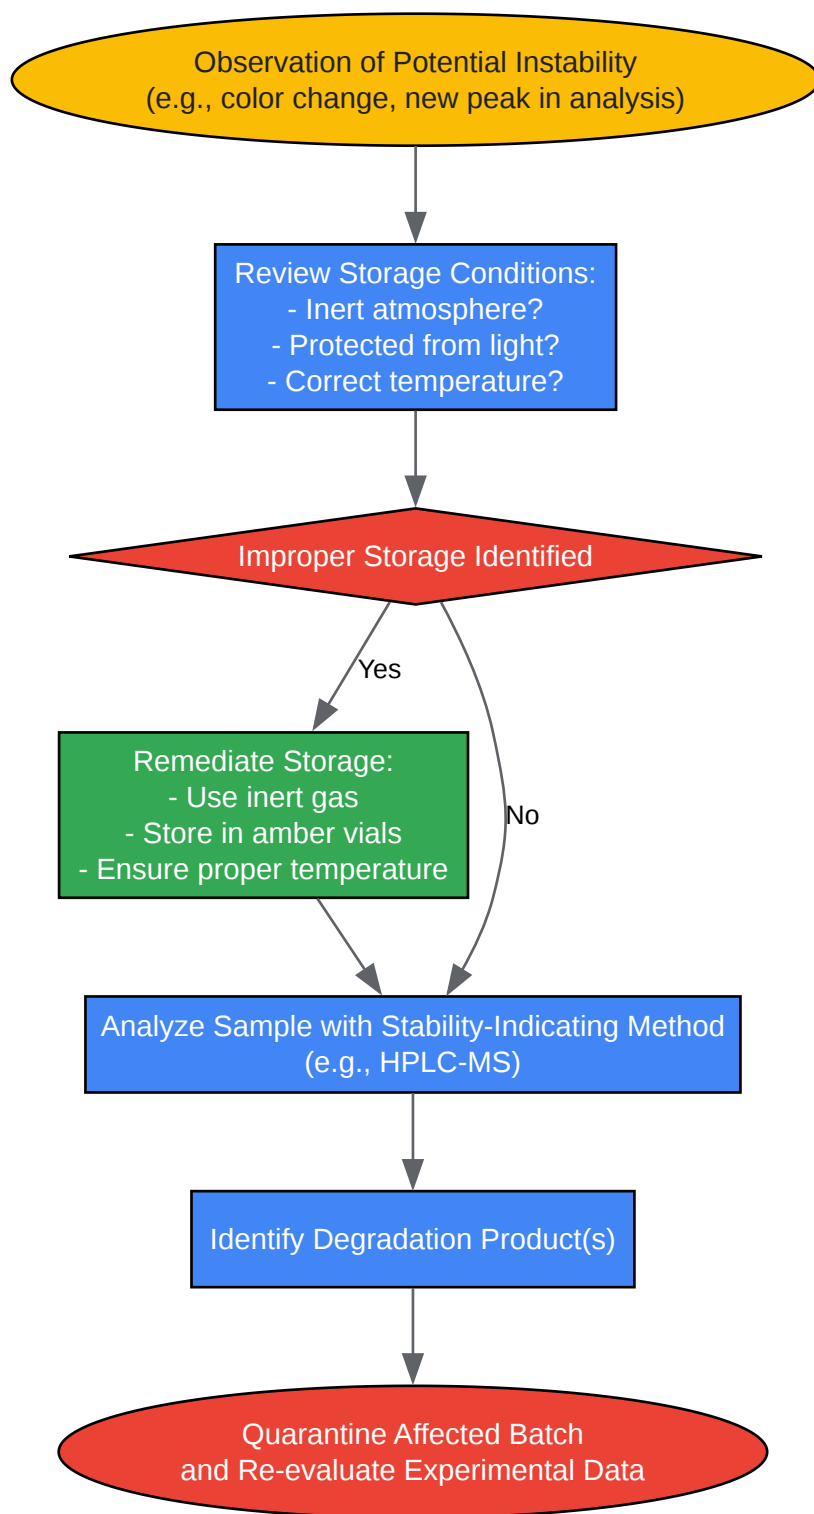 Observation of Potential Instability
(e.g., color change, new peak in analysis)
Review Storage Conditions:
- Inert atmosphere?
- Protected from light?
- Correct temperature?
Improper Storage Identified
Yes
Remediate Storage:
- Use inert gas
- Store in amber vials
- Ensure proper temperature
No
Analyze Sample with Stability-Indicating Method
(e.g., HPLC-MS)
Identify Degradation Product(s)
Quarantine Affected Batch
and Re-evaluate Experimental Data